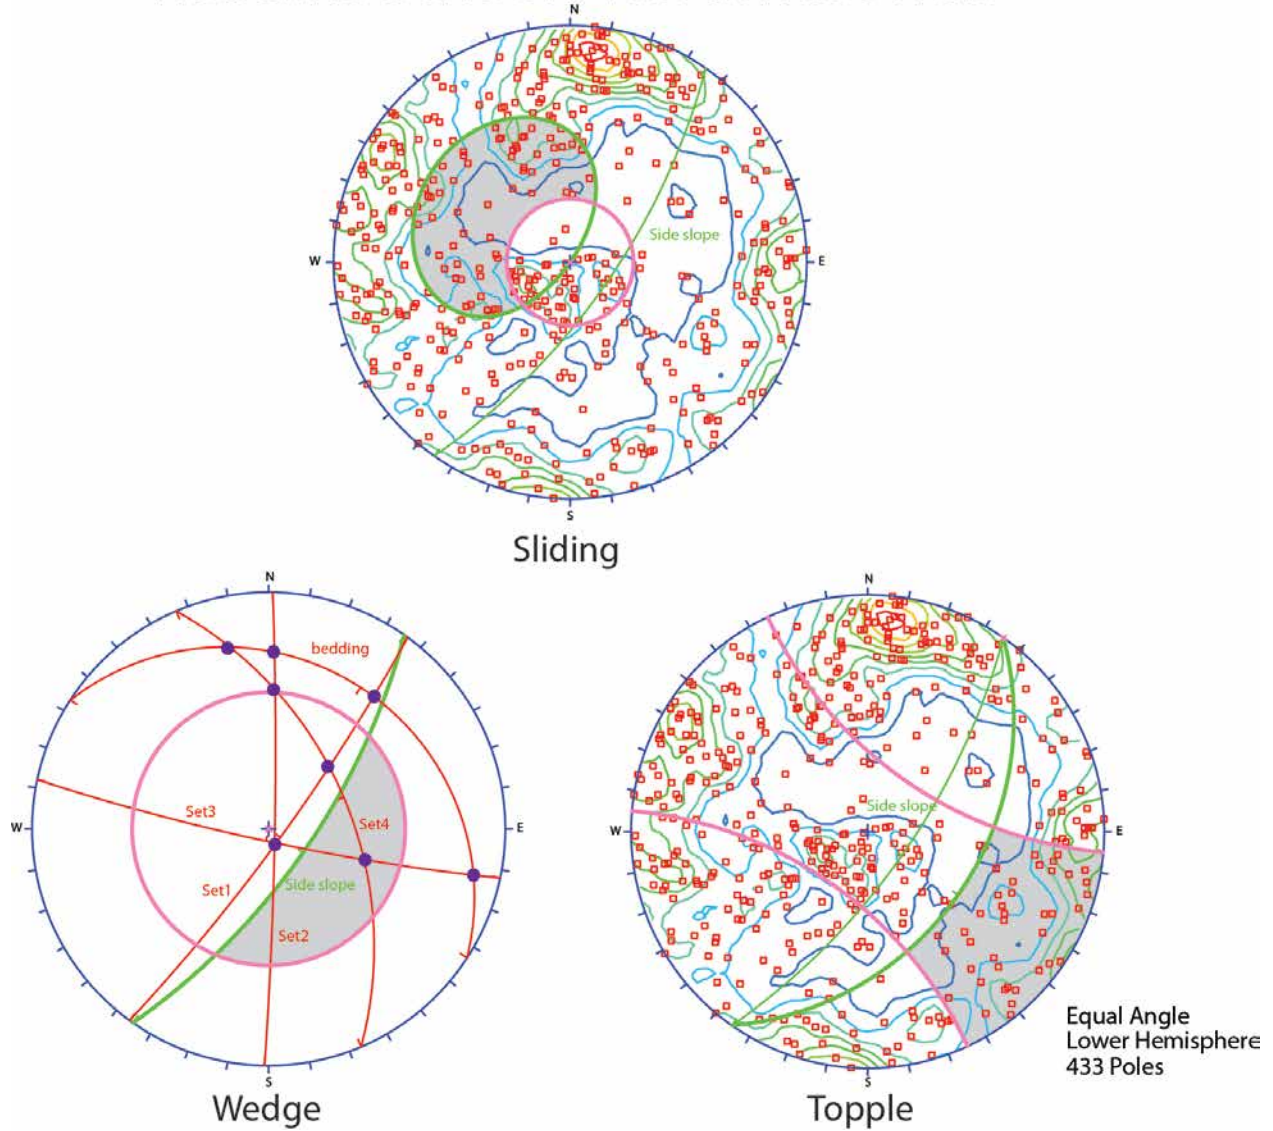 N
Side slope
W
E
S
Sliding
N
bedding
Set3
Set4
W
E
Set1
Side slope
Set2
S
Wedge
N
Side slope
W
E
S
Topple
Equal Angle
Lower Hemisphere
433 Poles